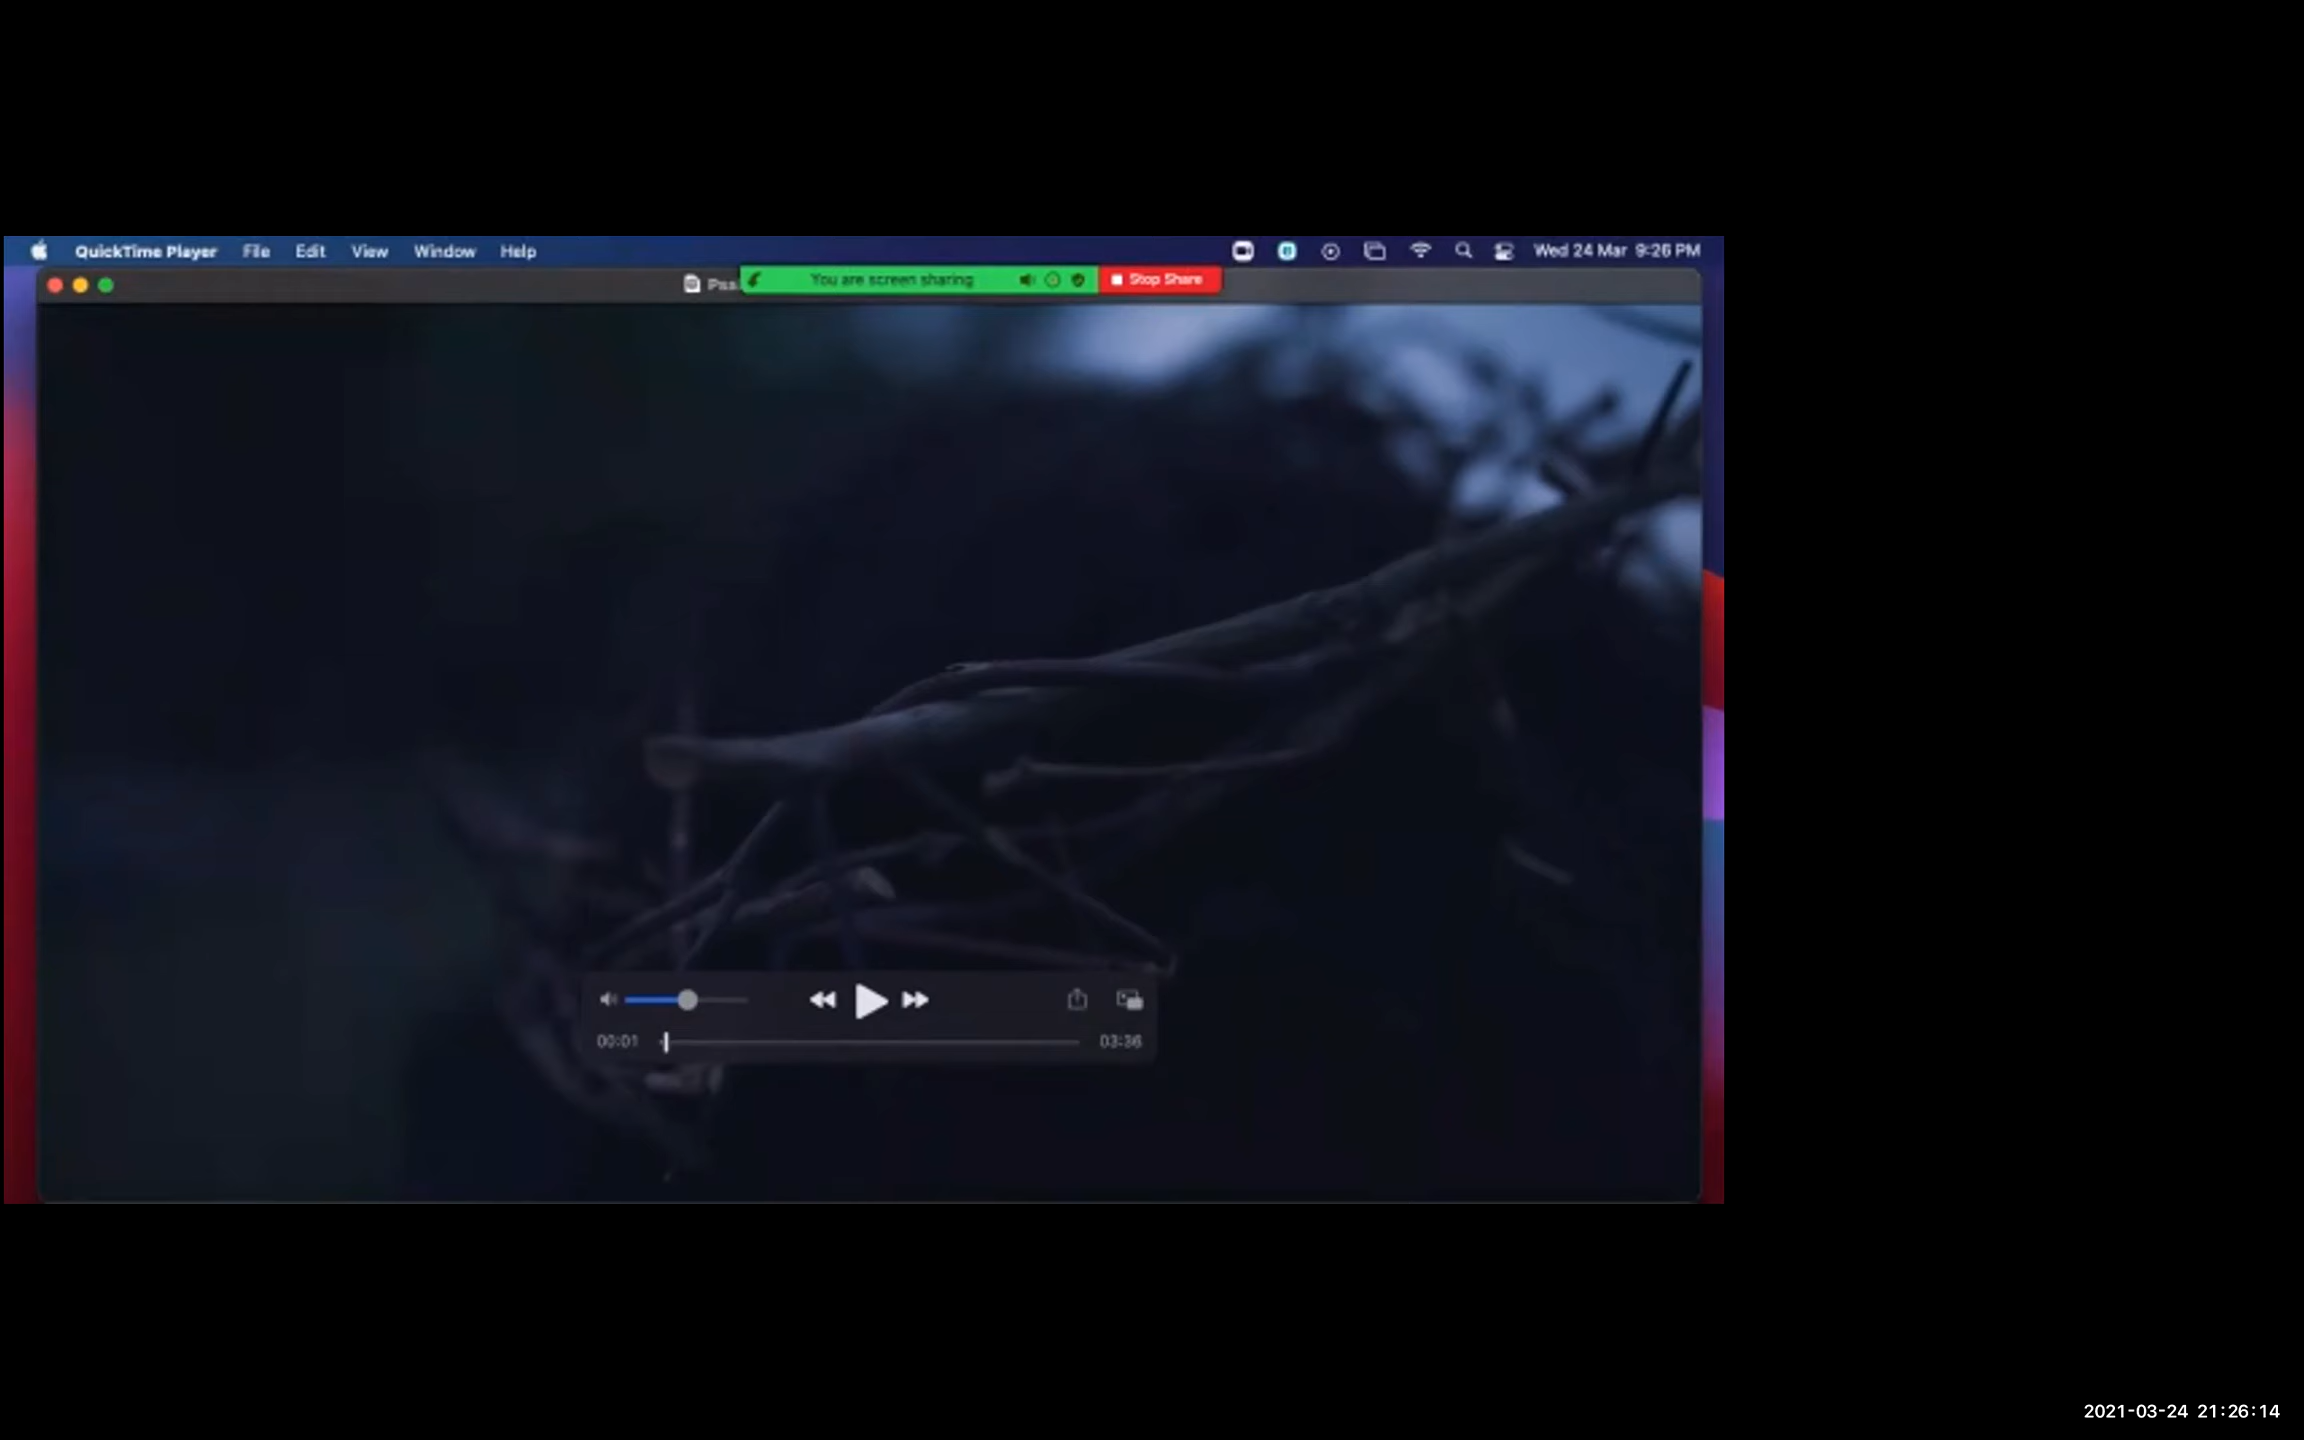 QuickTime Player File Edit View Window Help Wed 24 Mar 9:26 PM
You are screen sharing Stop Share
00:01 03:36
2021-03-24 21:26:14